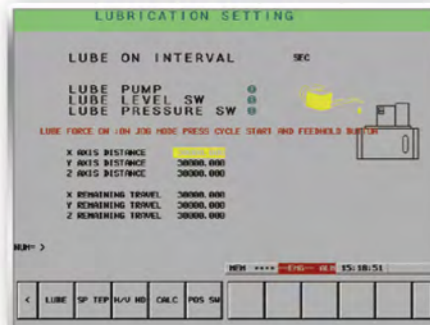 LUBRICATION SETTING
LUBE ON INTERVAL SEC
LUBE PUMP
LUBE LEVEL SW
LUBE PRESSURE SW
LUBE FORCE ON :ON JOG MODE PRESS CYCLE START AND FEEDHOLD BUTTON
X AXIS DISTANCE
Y AXIS DISTANCE 30000.000
Z AXIS DISTANCE 30000.000
X REMAINING TRAVEL 30000.000
Y REMAINING TRAVEL 30000.000
Z REMAINING TRAVEL 30000.000
NUM= >
MEM **** --EMG-- ALM 15:18:51
< LUBE SP TEP H/V HD CALC POS SW